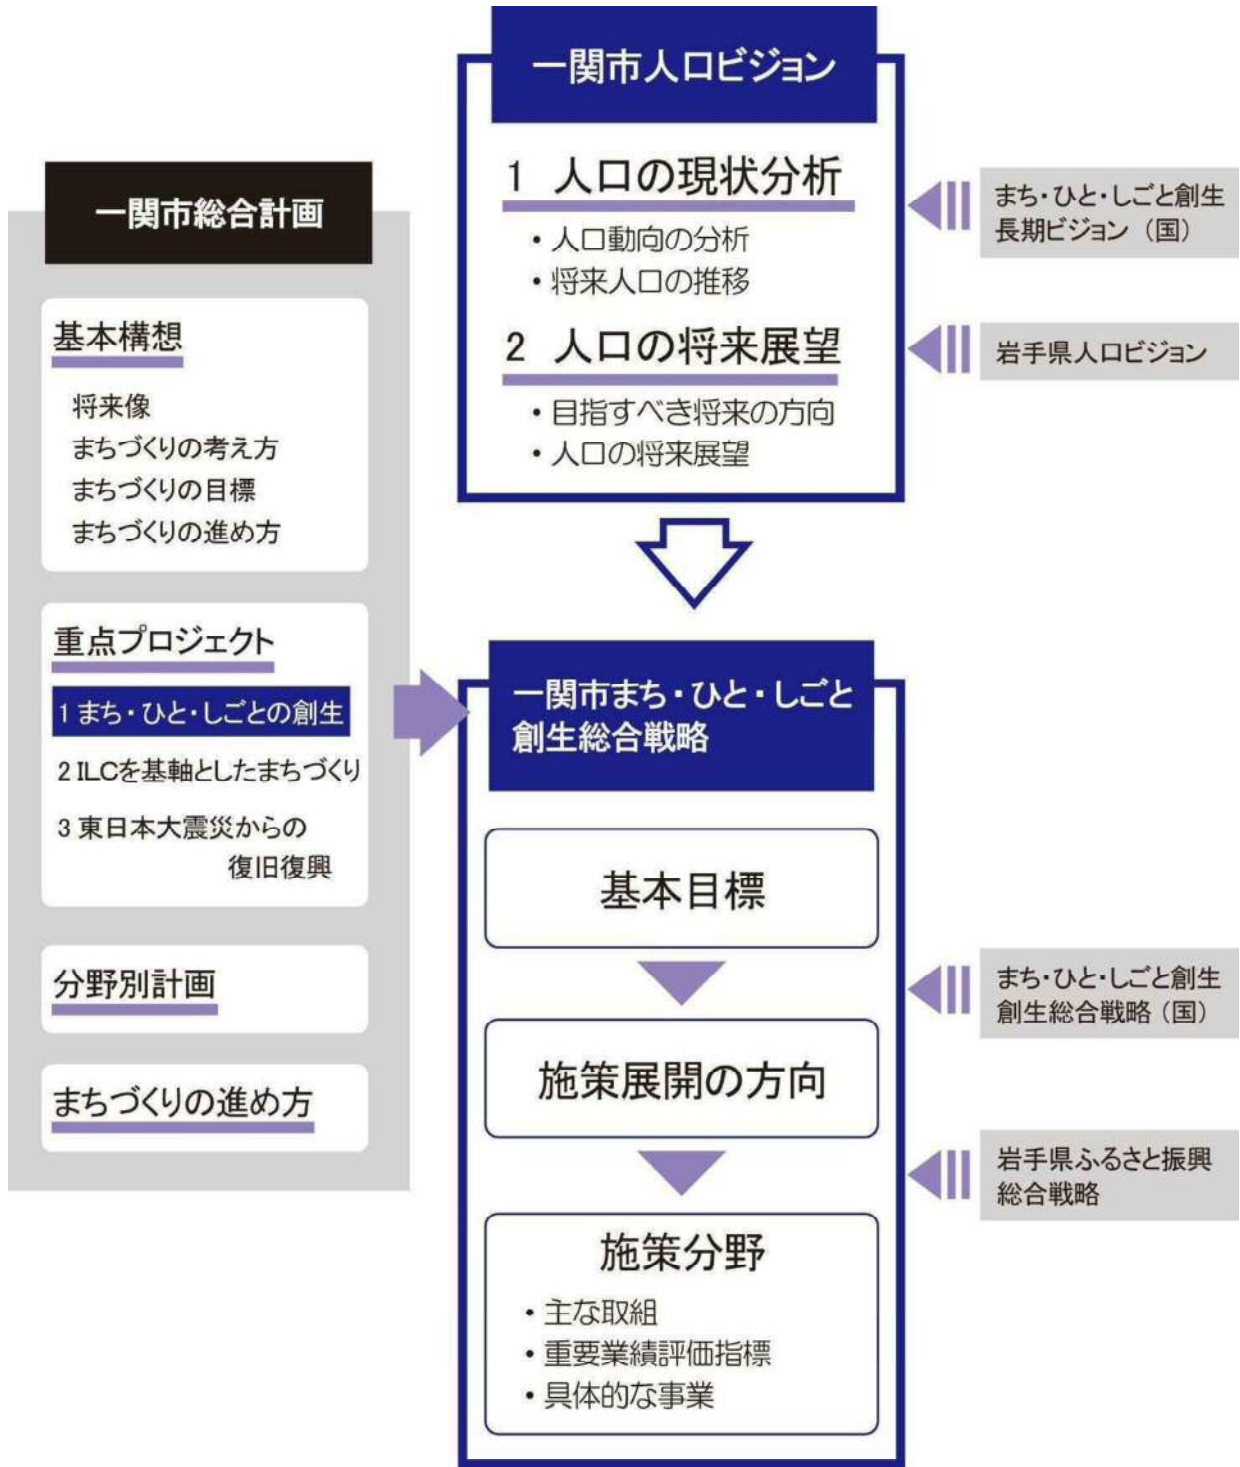 一関市総合計画
基本構想
将来像
まちづくりの考え方
まちづくりの目標
まちづくりの進め方
重点プロジェクト
1 まち・ひと・しごとの創生
2 ILCを基軸としたまちづくり
3 東日本大震災からの
復旧復興
分野別計画
まちづくりの進め方
一関市人口ビジョン
1 人口の現状分析
・人口動向の分析
・将来人口の推移
2 人口の将来展望
・目指すべき将来の方向
・人口の将来展望
まち・ひと・しごと創生
長期ビジョン（国）
岩手県人口ビジョン
一関市まち・ひと・しごと
創生総合戦略
基本目標
施策展開の方向
施策分野
・主な取組
・重要業績評価指標
・具体的な事業
まち・ひと・しごと創生
創生総合戦略（国）
岩手県ふるさと振興
総合戦略